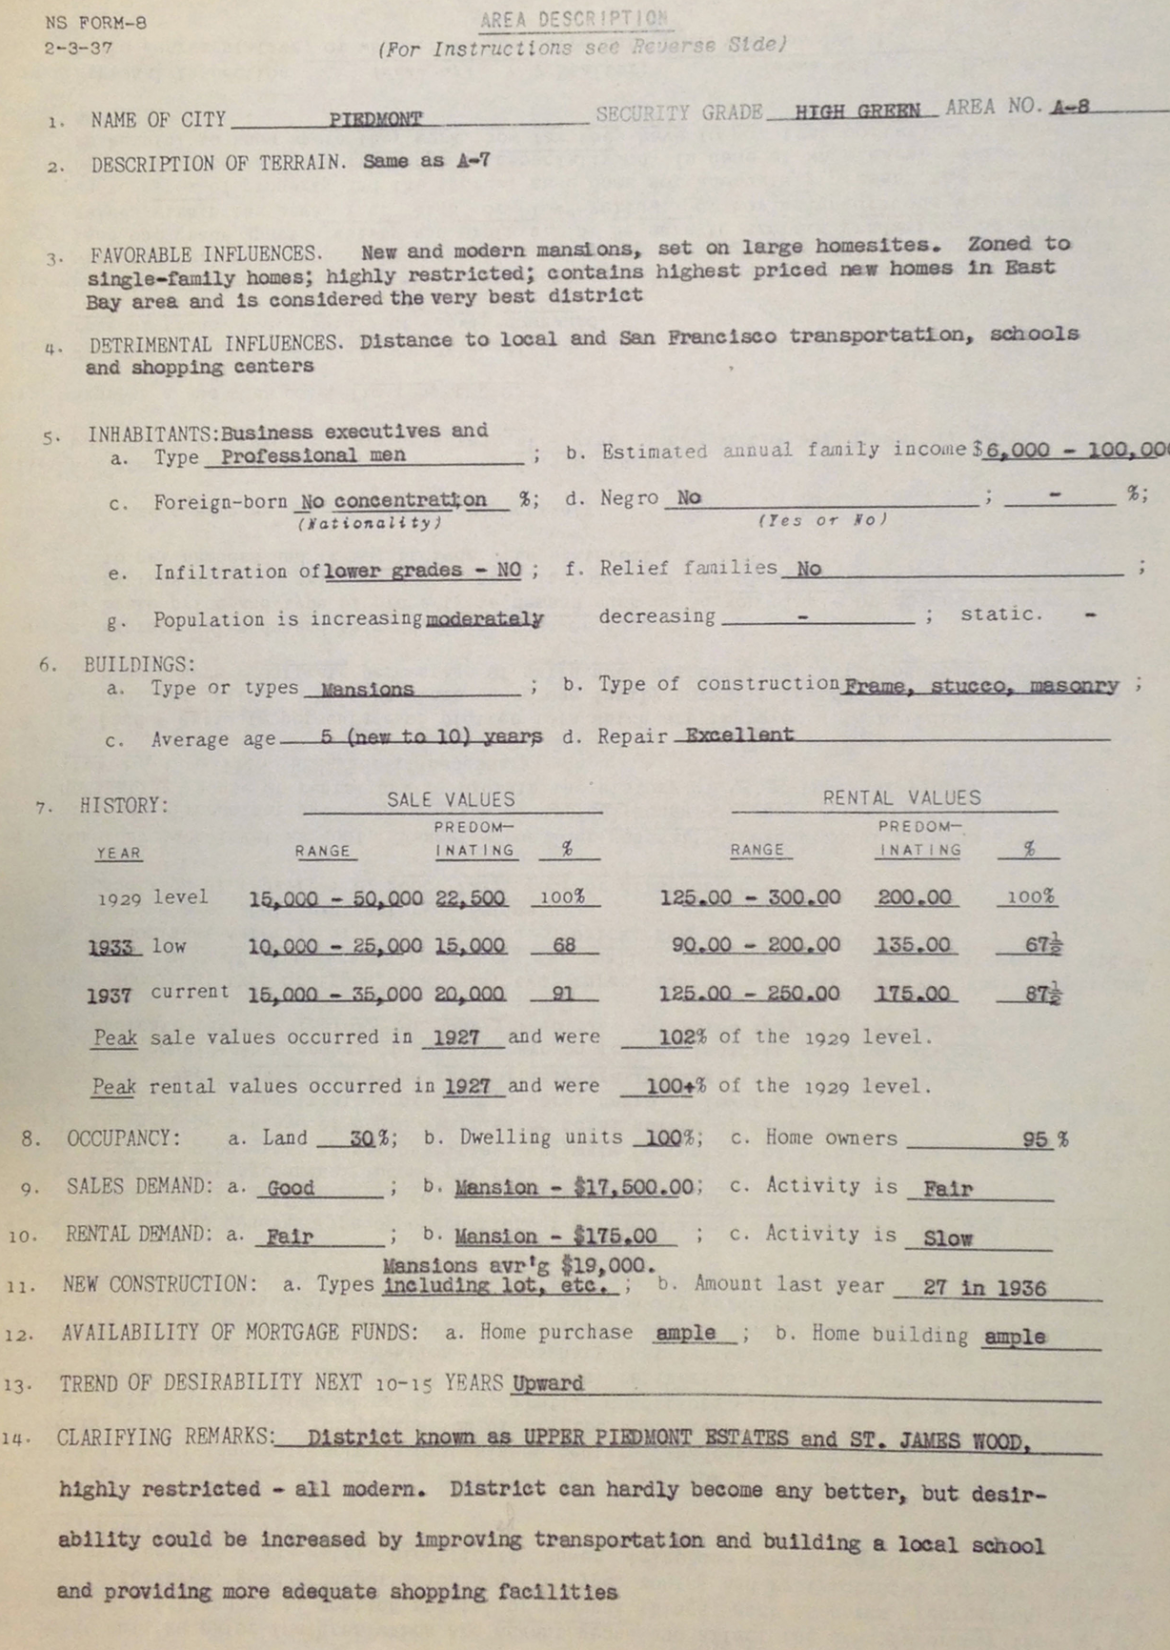 NS FORM-8
AREA DESCRIPTION
2-3-37
(For Instructions see Reverse Side)
1. NAME OF CITY PIEDMONT SECURITY GRADE HIGH GREEN AREA NO. A-8
2. DESCRIPTION OF TERRAIN. Same as A-7
3. FAVORABLE INFLUENCES. New and modern mansions, set on large homesites. Zoned to
single-family homes; highly restricted; contains highest priced new homes in East
Bay area and is considered the very best district
4. DETRIMENTAL INFLUENCES. Distance to local and San Francisco transportation, schools
and shopping centers
5. INHABITANTS: Business executives and
a. Type Professional men ; b. Estimated annual family income $6,000 - 100,00
c. Foreign-born No concentration %; d. Negro No ; - %;
(Nationality) (Yes or No)
e. Infiltration of lower grades - NO ; f. Relief families No ;
g. Population is increasing moderately decreasing - ; static. -
6. BUILDINGS:
a. Type or types Mansions ; b. Type of construction Frame, stucco, masonry ;
c. Average age 5 (new to 10) years d. Repair Excellent
7. HISTORY: SALE VALUES RENTAL VALUES
PREDOM- PREDOM-
YEAR RANGE INATING % RANGE INATING %
1929 level 15,000 - 50,000 22,500 100% 125.00 - 300.00 200.00 100%
1933 low 10,000 - 25,000 15,000 68 90.00 - 200.00 135.00 67½
1937 current 15,000 - 35,000 20,000 91 125.00 - 250.00 175.00 87½
Peak sale values occurred in 1927 and were 102% of the 1929 level.
Peak rental values occurred in 1927 and were 100+% of the 1929 level.
8. OCCUPANCY: a. Land 30%; b. Dwelling units 100%; c. Home owners 95 %
9. SALES DEMAND: a. Good ; b. Mansion - $17,500.00; c. Activity is Fair
10. RENTAL DEMAND: a. Fair ; b. Mansion - $175.00 ; c. Activity is Slow
Mansions avr'g $19,000.
11. NEW CONSTRUCTION: a. Types including lot, etc. ; b. Amount last year 27 in 1936
12. AVAILABILITY OF MORTGAGE FUNDS: a. Home purchase ample ; b. Home building ample
13. TREND OF DESIRABILITY NEXT 10-15 YEARS Upward
14. CLARIFYING REMARKS: District known as UPPER PIEDMONT ESTATES and ST. JAMES WOOD,
highly restricted - all modern. District can hardly become any better, but desir-
ability could be increased by improving transportation and building a local school
and providing more adequate shopping facilities